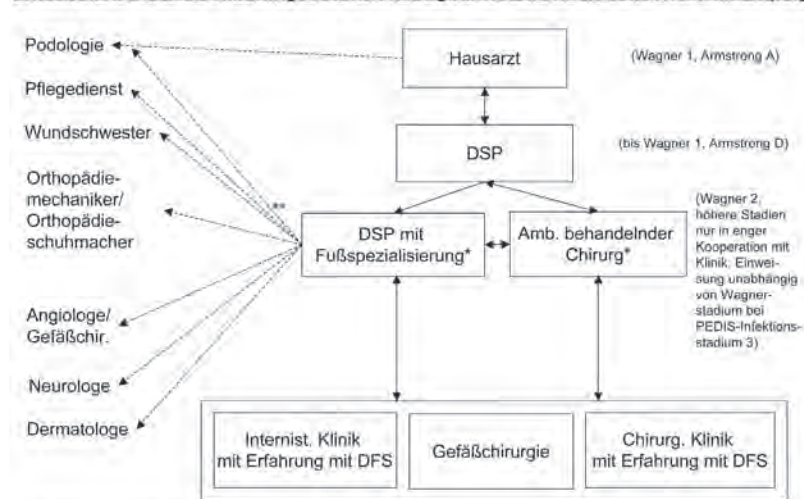 Podologie
Pflegedienst
Wundschwester
Orthopädie-
mechaniker/
Orthopädie-
schuhmacher
Angiologe/
Gefäßchir.
Neurologe
Dermatologe
**
Hausarzt
(Wagner 1, Armstrong A)
DSP
(bis Wagner 1, Armstrong D)
DSP mit
Fußspezialisierung*
Amb. behandelnder
Chirurg*
(Wagner 2,
höhere Stadien
nur in enger
Kooperation mit
Klinik; Einwei-
sung unabhängig
von Wagner-
stadium bei
PEDIS-Infektions-
stadium 3)
Internist. Klinik
mit Erfahrung mit DFS
Gefäßchirurgie
Chirurg. Klinik
mit Erfahrung mit DFS